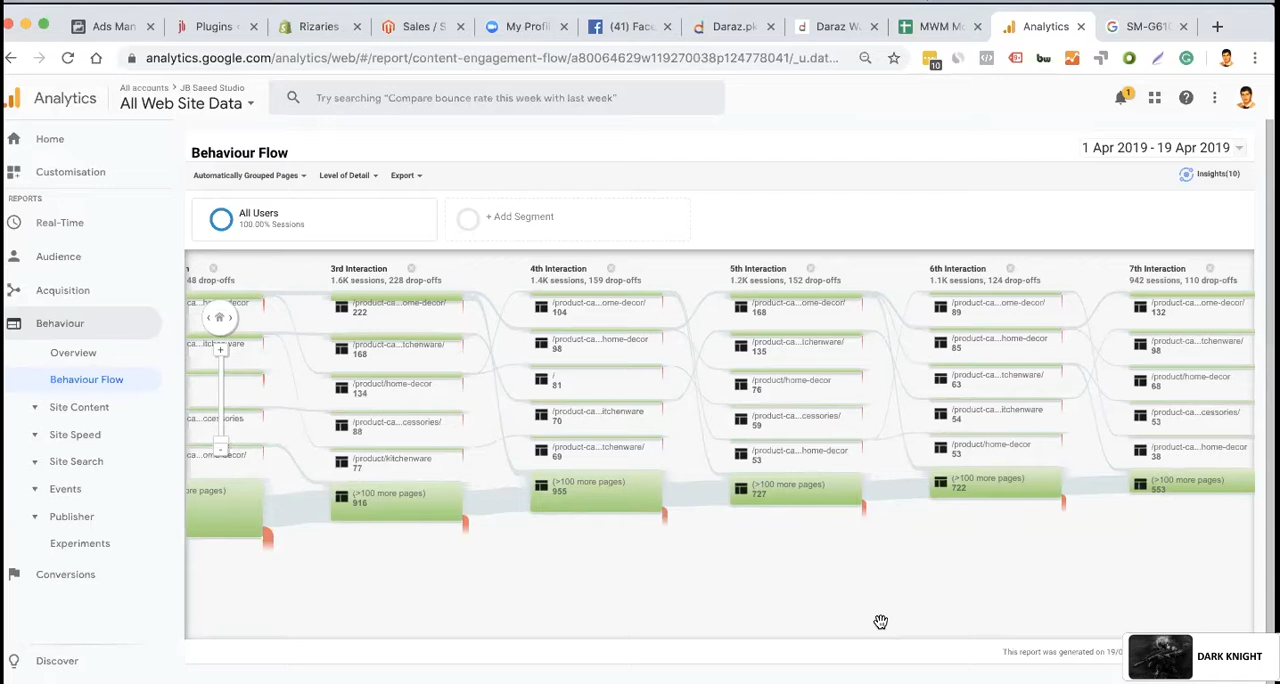 Ads Man
Plugins -
Rizaries
Sales / S
My Profil
(41) Face
Daraz.pk
Daraz Wa
MWM Mo
Analytics
SM-G610
analytics.google.com/analytics/web/#/report/content-engagement-flow/a80064629w119270038p124778041/_u.dat...
10
Analytics
All accounts > JB Saeed Studio
All Web Site Data
Try searching "Compare bounce rate this week with last week"
1
Home
Customisation
REPORTS
Real-Time
Audience
Acquisition
Behaviour
Overview
Behaviour Flow
Site Content
Site Speed
Site Search
Events
Publisher
Experiments
Conversions
Discover
Behaviour Flow
1 Apr 2019 - 19 Apr 2019
Automatically Grouped Pages
Level of Detail
Export
Insights(10)
All Users
100.00% Sessions
+ Add Segment
48 drop-offs
ccessories
re pages)
3rd Interaction
1.6K sessions, 228 drop-offs
/product-ca...ome-decor/
222
/product-ca...tchenware/
168
/product/home-decor
134
/product-ca...cessories/
88
/product/kitchenware
77
(>100 more pages)
916
4th Interaction
1.4K sessions, 159 drop-offs
/product-ca...ome-decor/
104
/product-ca...home-decor
98
/
81
/product-ca...itchenware
70
/product-ca...tchenware/
69
(>100 more pages)
955
5th Interaction
1.2K sessions, 152 drop-offs
/product-ca...ome-decor/
168
/product-ca...tchenware/
135
/product/home-decor
76
/product-ca...cessories/
59
/product-ca...home-decor
53
(>100 more pages)
727
6th Interaction
1.1K sessions, 124 drop-offs
/product-ca...ome-decor/
89
/product-ca...home-decor
85
/product-ca...tchenware/
63
/product-ca...itchenware
54
/product/home-decor
53
(>100 more pages)
722
7th Interaction
942 sessions, 110 drop-offs
/product-ca...ome-decor/
132
/product-ca...tchenware/
98
/product/home-decor
68
/product-ca...cessories/
53
/product-ca...home-decor
38
(>100 more pages)
553
This report was generated on 19/0
DARK KNIGHT